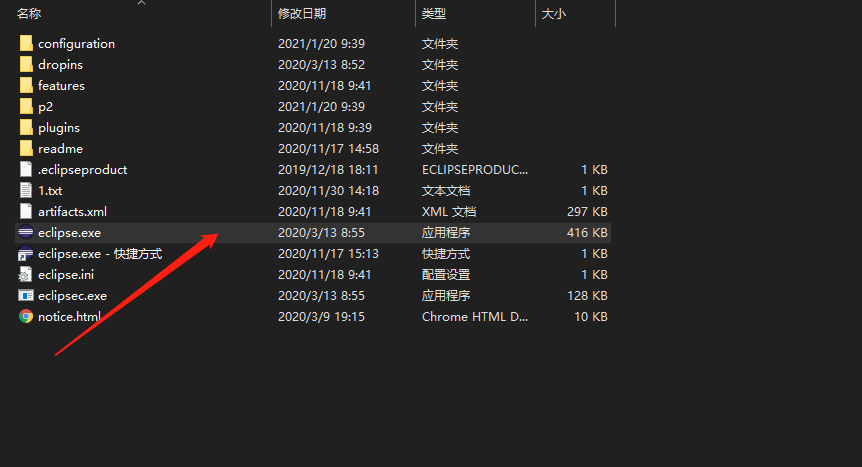 名称 修改日期 类型 大小
configuration 2021/1/20 9:39 文件夹
dropins 2020/3/13 8:52 文件夹
features 2020/11/18 9:41 文件夹
p2 2021/1/20 9:39 文件夹
plugins 2020/11/18 9:39 文件夹
readme 2020/11/17 14:58 文件夹
.eclipseproduct 2019/12/18 18:11 ECLIPSEPRODUC... 1 KB
1.txt 2020/11/30 14:18 文本文档 1 KB
artifacts.xml 2020/11/18 9:41 XML 文档 297 KB
eclipse.exe 2020/3/13 8:55 应用程序 416 KB
eclipse.exe - 快捷方式 2020/11/17 15:13 快捷方式 1 KB
eclipse.ini 2020/11/18 9:41 配置设置 1 KB
eclipsec.exe 2020/3/13 8:55 应用程序 128 KB
notice.html 2020/3/9 19:15 Chrome HTML D... 10 KB